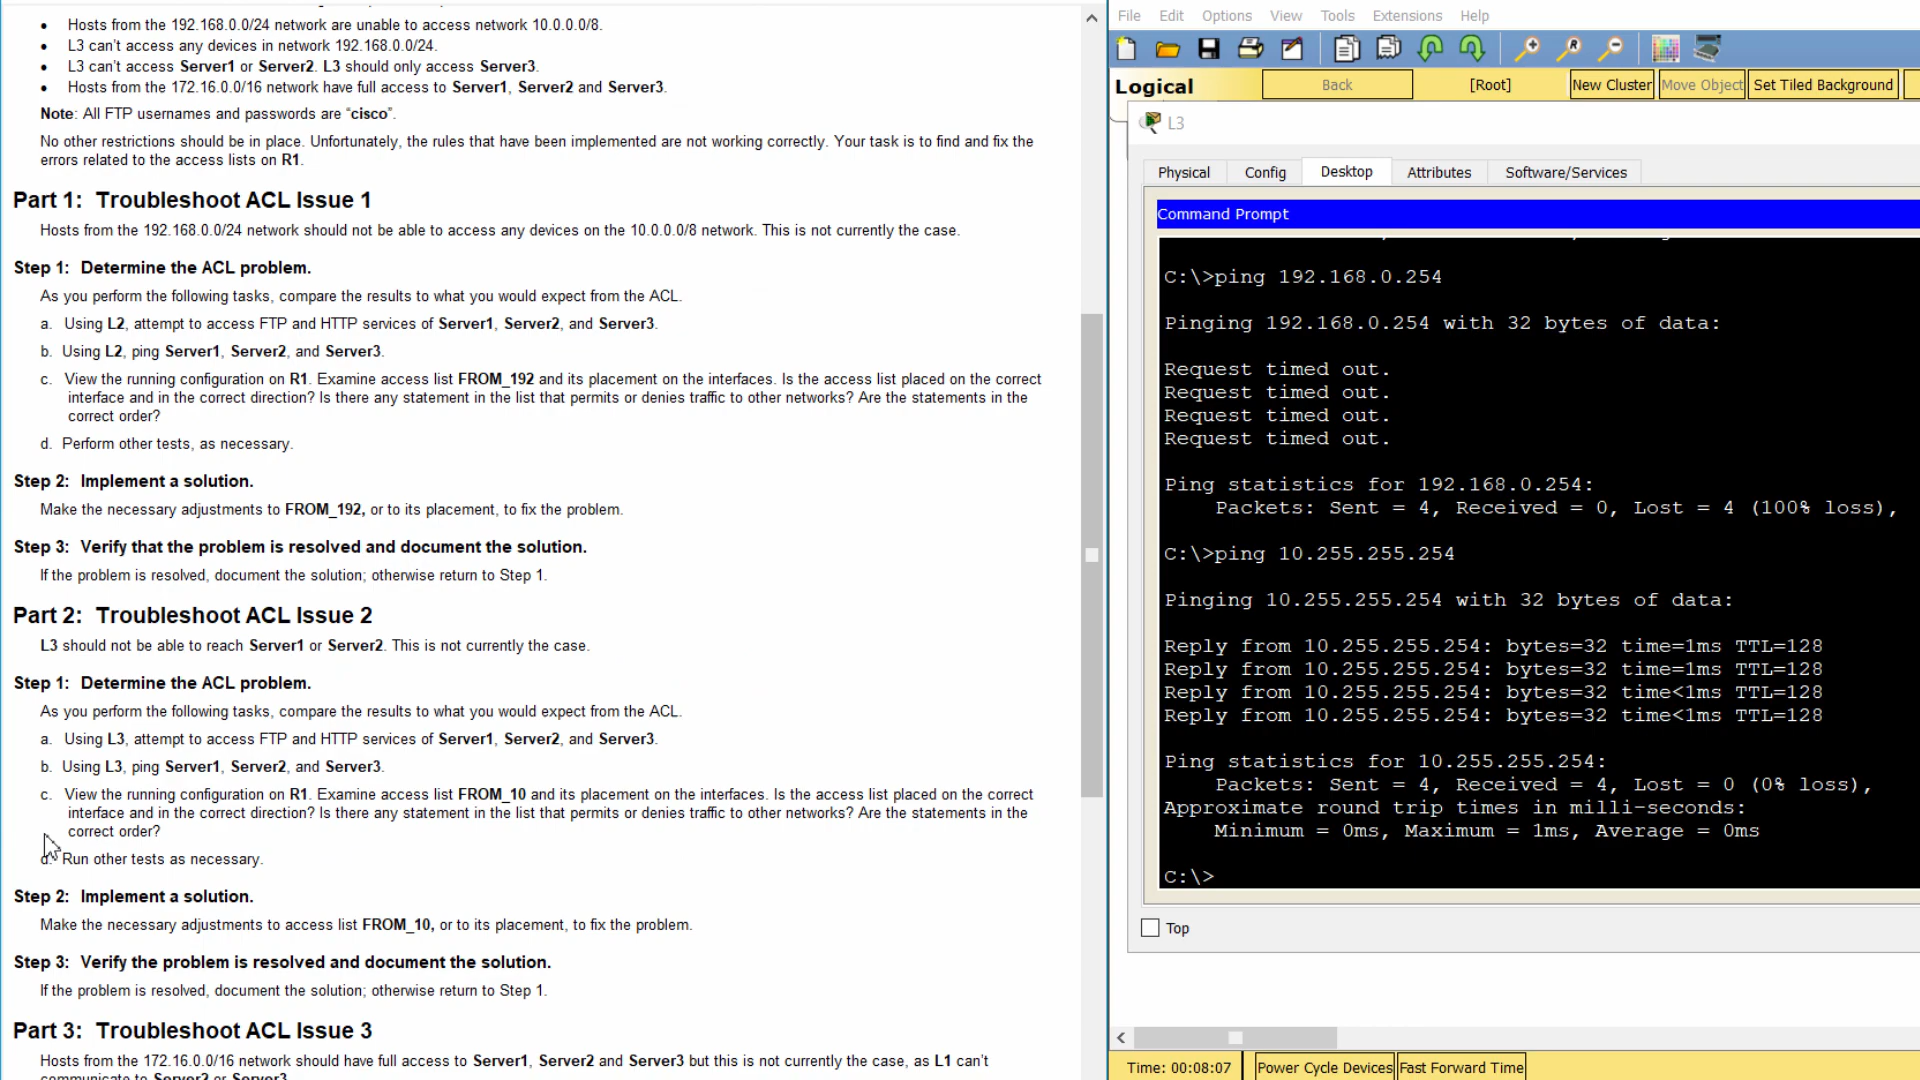 • Hosts from the 192.168.0.0/24 network are unable to access network 10.0.0.0/8.
• L3 can't access any devices in network 192.168.0.0/24.
• L3 can't access Server1 or Server2. L3 should only access Server3.
• Hosts from the 172.16.0.0/16 network have full access to Server1, Server2 and Server3.
Note: All FTP usernames and passwords are “cisco”.
No other restrictions should be in place. Unfortunately, the rules that have been implemented are not working correctly. Your task is to find and fix the
errors related to the access lists on R1.
Part 1: Troubleshoot ACL Issue 1
Hosts from the 192.168.0.0/24 network should not be able to access any devices on the 10.0.0.0/8 network. This is not currently the case.
Step 1: Determine the ACL problem.
As you perform the following tasks, compare the results to what you would expect from the ACL.
a. Using L2, attempt to access FTP and HTTP services of Server1, Server2, and Server3.
b. Using L2, ping Server1, Server2, and Server3.
c. View the running configuration on R1. Examine access list FROM_192 and its placement on the interfaces. Is the access list placed on the correct
interface and in the correct direction? Is there any statement in the list that permits or denies traffic to other networks? Are the statements in the
correct order?
d. Perform other tests, as necessary.
Step 2: Implement a solution.
Make the necessary adjustments to FROM_192, or to its placement, to fix the problem.
Step 3: Verify that the problem is resolved and document the solution.
If the problem is resolved, document the solution; otherwise return to Step 1.
Part 2: Troubleshoot ACL Issue 2
L3 should not be able to reach Server1 or Server2. This is not currently the case.
Step 1: Determine the ACL problem.
As you perform the following tasks, compare the results to what you would expect from the ACL.
a. Using L3, attempt to access FTP and HTTP services of Server1, Server2, and Server3.
b. Using L3, ping Server1, Server2, and Server3.
c. View the running configuration on R1. Examine access list FROM_10 and its placement on the interfaces. Is the access list placed on the correct
interface and in the correct direction? Is there any statement in the list that permits or denies traffic to other networks? Are the statements in the
correct order?
d. Run other tests as necessary.
Step 2: Implement a solution.
Make the necessary adjustments to access list FROM_10, or to its placement, to fix the problem.
Step 3: Verify the problem is resolved and document the solution.
If the problem is resolved, document the solution; otherwise return to Step 1.
Part 3: Troubleshoot ACL Issue 3
Hosts from the 172.16.0.0/16 network should have full access to Server1, Server2 and Server3 but this is not currently the case, as L1 can't
communicate to Server2 or Server3.
File Edit Options View Tools Extensions Help
Logical Back [Root] New Cluster Move Object Set Tiled Background
L3
Physical Config Desktop Attributes Software/Services
Command Prompt
C:\>ping 192.168.0.254
Pinging 192.168.0.254 with 32 bytes of data:
Request timed out.
Request timed out.
Request timed out.
Request timed out.
Ping statistics for 192.168.0.254:
Packets: Sent = 4, Received = 0, Lost = 4 (100% loss),
C:\>ping 10.255.255.254
Pinging 10.255.255.254 with 32 bytes of data:
Reply from 10.255.255.254: bytes=32 time=1ms TTL=128
Reply from 10.255.255.254: bytes=32 time=1ms TTL=128
Reply from 10.255.255.254: bytes=32 time<1ms TTL=128
Reply from 10.255.255.254: bytes=32 time<1ms TTL=128
Ping statistics for 10.255.255.254:
Packets: Sent = 4, Received = 4, Lost = 0 (0% loss),
Approximate round trip times in milli-seconds:
Minimum = 0ms, Maximum = 1ms, Average = 0ms
C:\>
Top
Time: 00:08:07 Power Cycle Devices Fast Forward Time